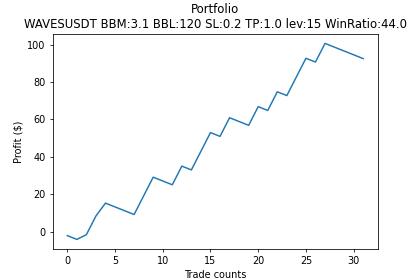 Portfolio
WAVESUSDT BBM:3.1 BBL:120 SL:0.2 TP:1.0 lev:15 WinRatio:44.0
100
80
60
40
20
0
Profit ($)
0 5 10 15 20 25 30
Trade counts